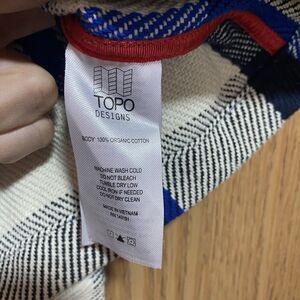 TOPO
DESIGNS
BODY: 100% ORGANIC COTTON
MACHINE WASH COLD
DO NOT BLEACH
TUMBLE DRY LOW
COOL IRON IF NEEDED
DO NOT DRY CLEAN
MADE IN VIETNAM